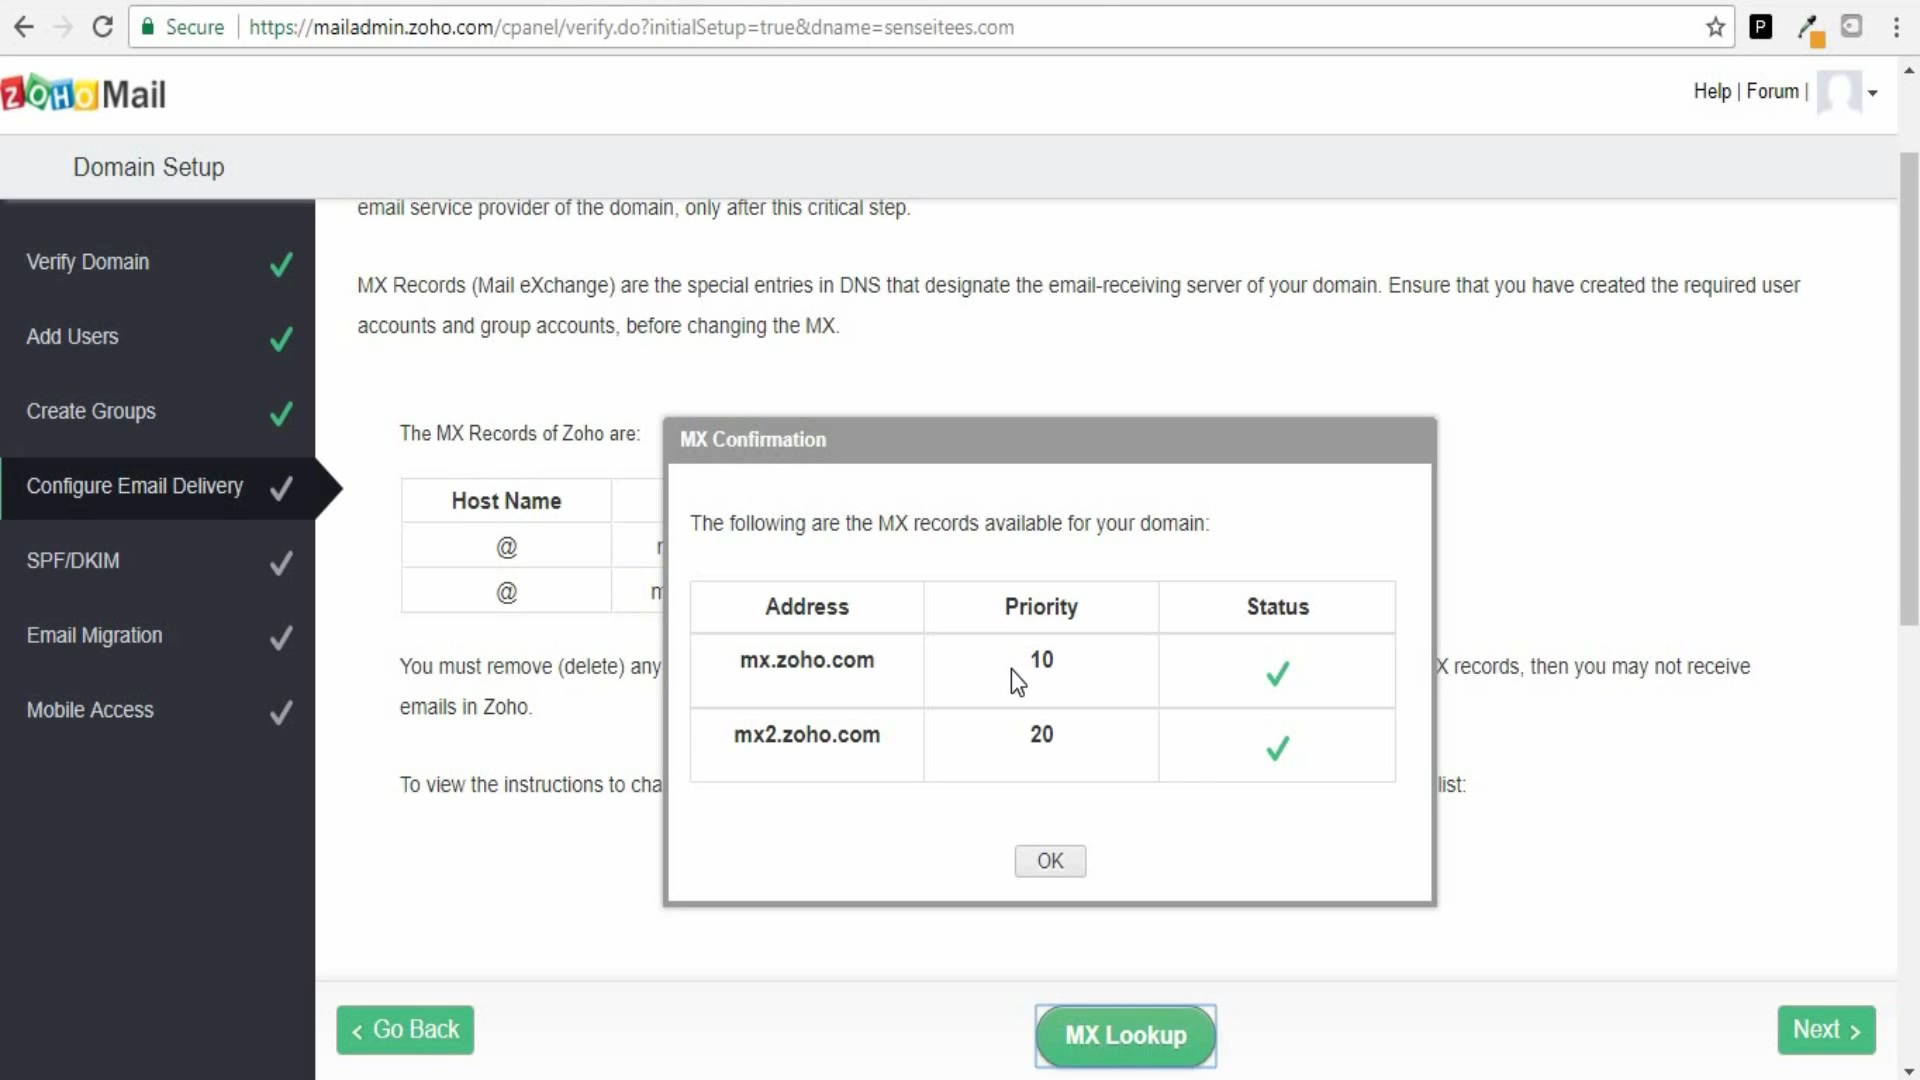 Secure
https://mailadmin.zoho.com/cpanel/verify.do?initialSetup=true&dname=senseitees.com
P
ZOHO Mail
Help | Forum |
Domain Setup
Verify Domain
Add Users
Create Groups
Configure Email Delivery
SPF/DKIM
Email Migration
Mobile Access
email service provider of the domain, only after this critical step.
MX Records (Mail eXchange) are the special entries in DNS that designate the email-receiving server of your domain. Ensure that you have created the required user
accounts and group accounts, before changing the MX.
The MX Records of Zoho are:
Host Name
@
@
You must remove (delete) any
X records, then you may not receive
emails in Zoho.
To view the instructions to cha
list:
MX Confirmation
The following are the MX records available for your domain:
Address Priority Status
mx.zoho.com 10
mx2.zoho.com 20
OK
< Go Back
MX Lookup
Next >